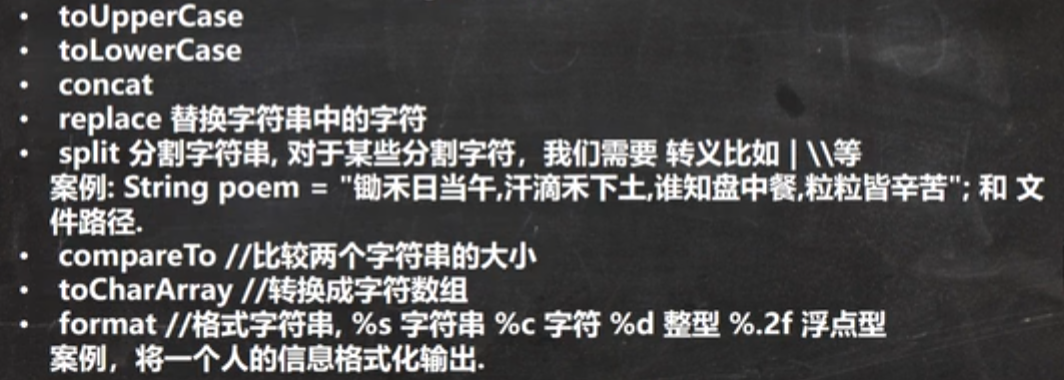 • toUpperCase
• toLowerCase
• concat
• replace 替换字符串中的字符
• split 分割字符串, 对于某些分割字符，我们需要 转义比如 | \\等
案例: String poem = "锄禾日当午,汗滴禾下土,谁知盘中餐,粒粒皆辛苦"; 和 文
件路径.
• compareTo //比较两个字符串的大小
• toCharArray //转换成字符数组
• format //格式字符串, %s 字符串 %c 字符 %d 整型 %.2f 浮点型
案例，将一个人的信息格式化输出.